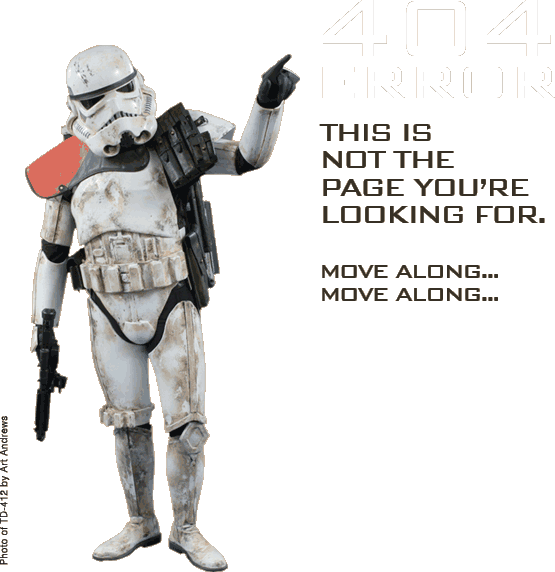 404
ERROR
THIS IS
NOT THE
PAGE YOU'RE
LOOKING FOR.
MOVE ALONG...
MOVE ALONG...
Photo of TD-412 by Art Andrews